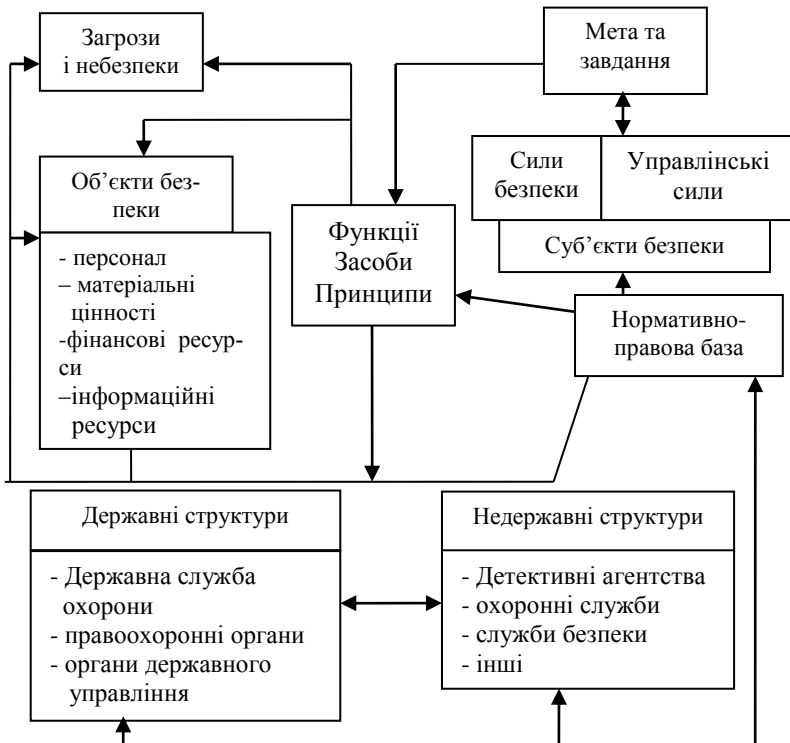 Загрози
і небезпеки
Мета та
завдання
Сили
безпеки
Управлінські
сили
Суб’єкти безпеки
Об’єкти без-
пеки
- персонал
– матеріальні
цінності
-фінансові ресур-
си
–інформаційні
ресурси
Функції
Засоби
Принципи
Нормативно-
правова база
Державні структури
- Державна служба
охорони
- правоохоронні органи
- органи державного
управління
Недержавні структури
- Детективні агентства
- охоронні служби
- служби безпеки
- інші